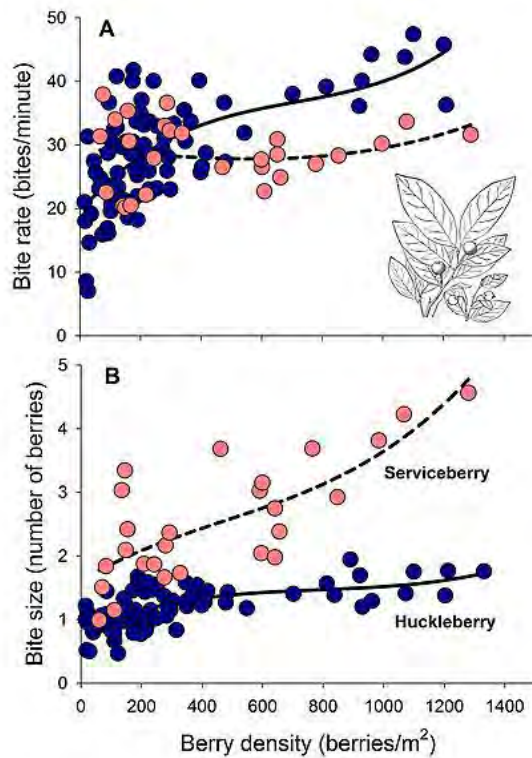 A
Bite rate (bites/minute)
50
40
30
20
10
0
B
Bite size (number of berries)
5
4
3
2
1
0
Serviceberry
Huckleberry
0 200 400 600 800 1000 1200 1400
Berry density (berries/m²)